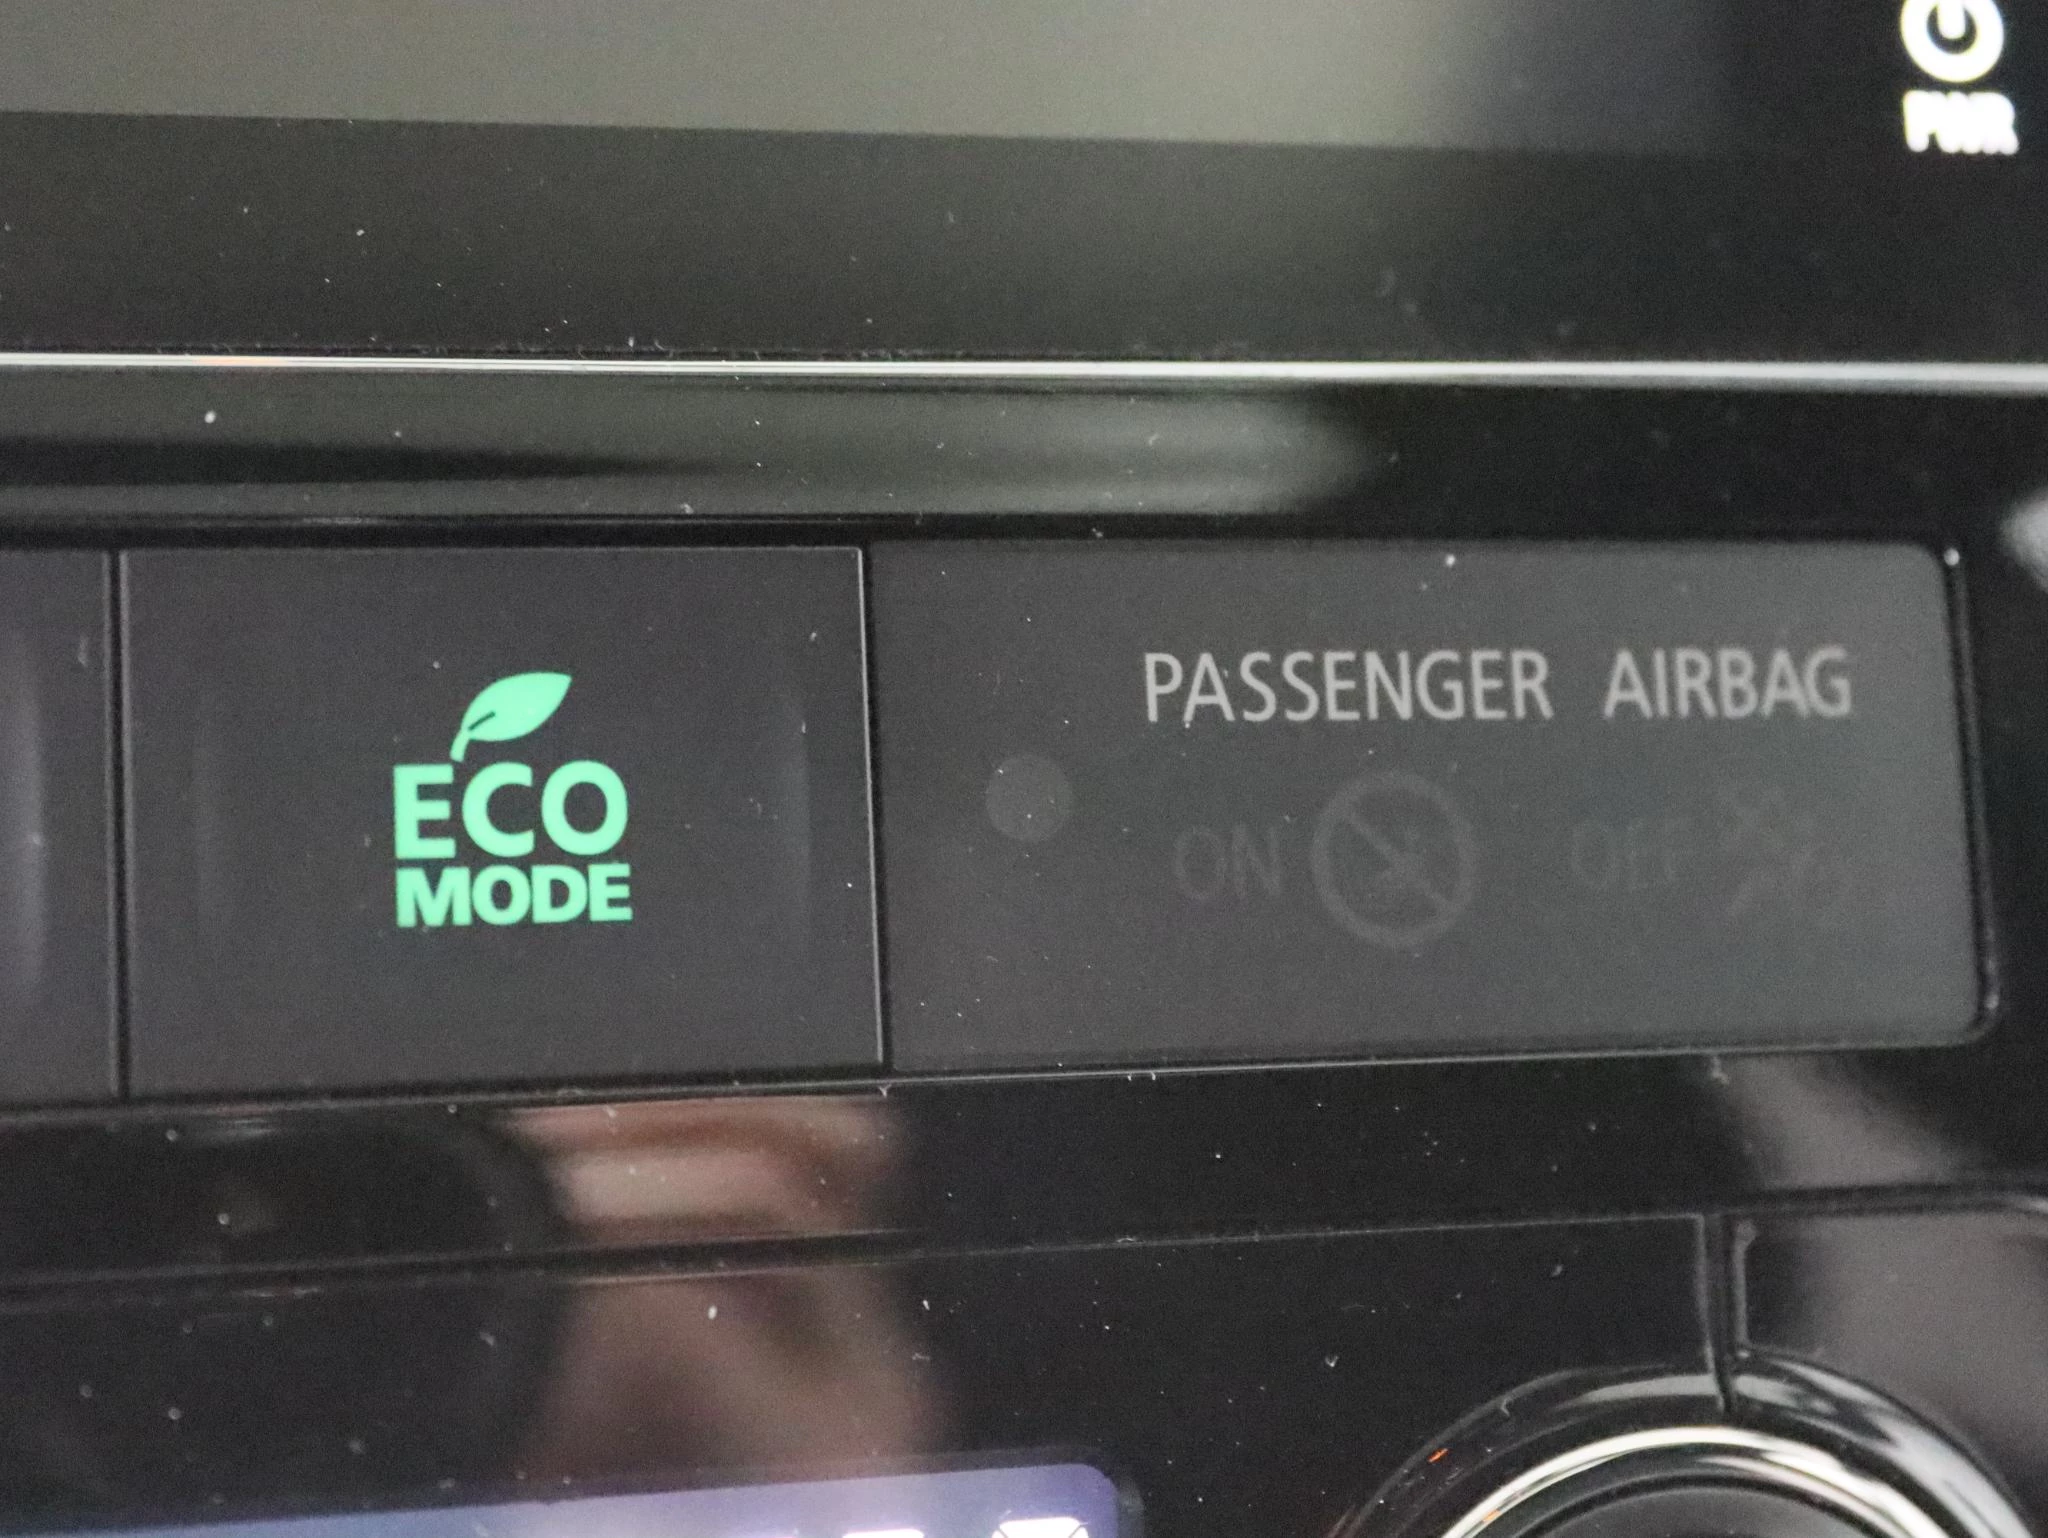 PWR
ECO
MODE
PASSENGER AIRBAG
ON OFF